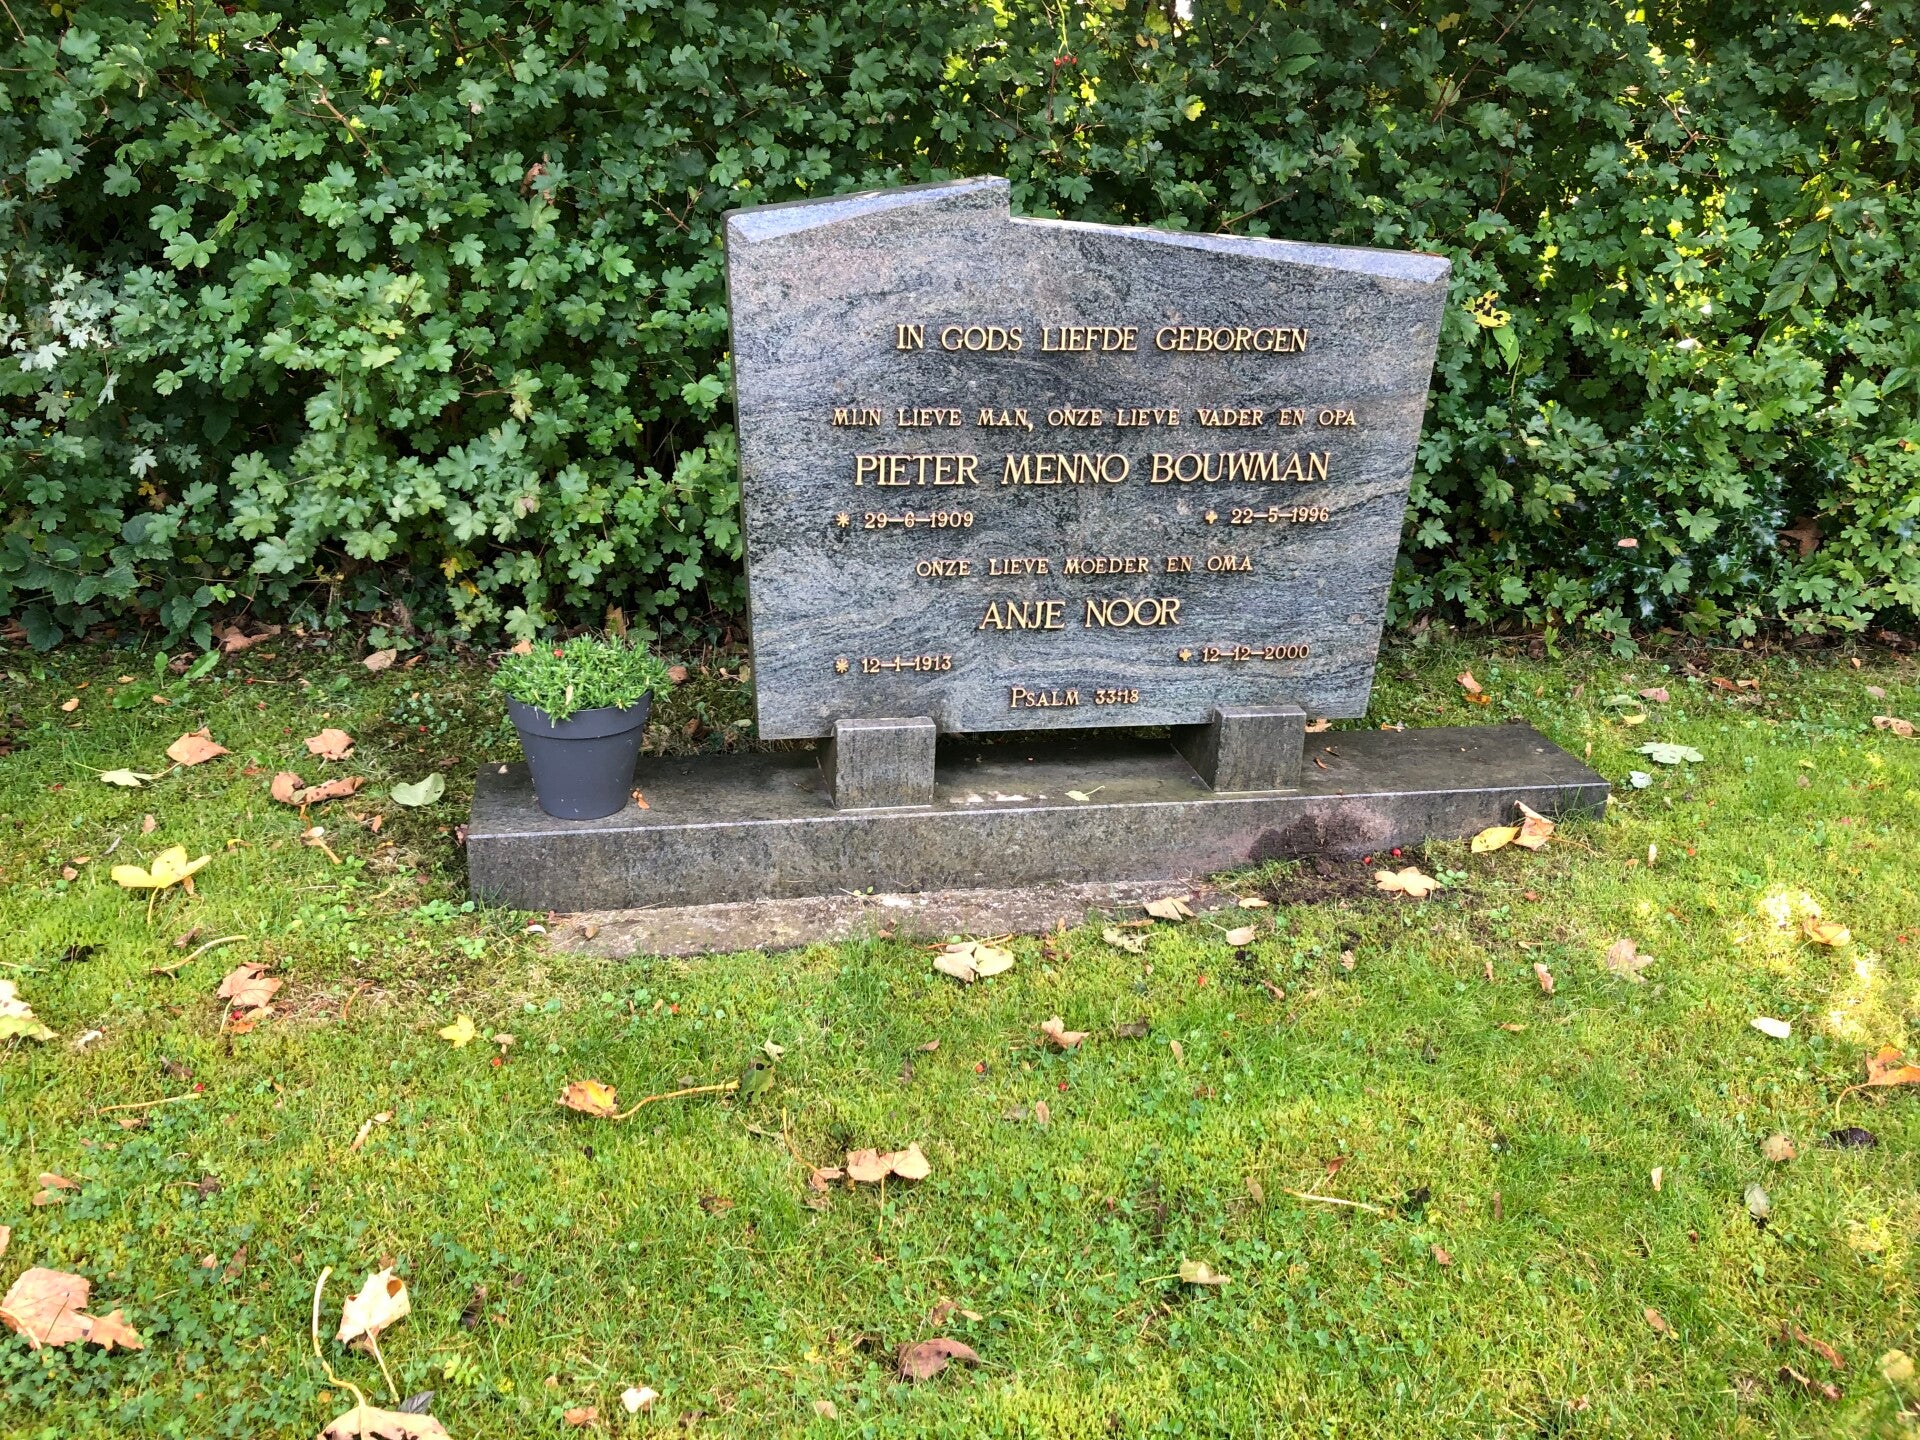 IN GODS LIEFDE GEBORGEN
MIJN LIEVE MAN, ONZE LIEVE VADER EN OPA
PIETER MENNO BOUWMAN
* 29-6-1909 + 22-5-1996
ONZE LIEVE MOEDER EN OMA
ANJE NOOR
* 12-1-1913 + 12-12-2000
PSALM 33:18